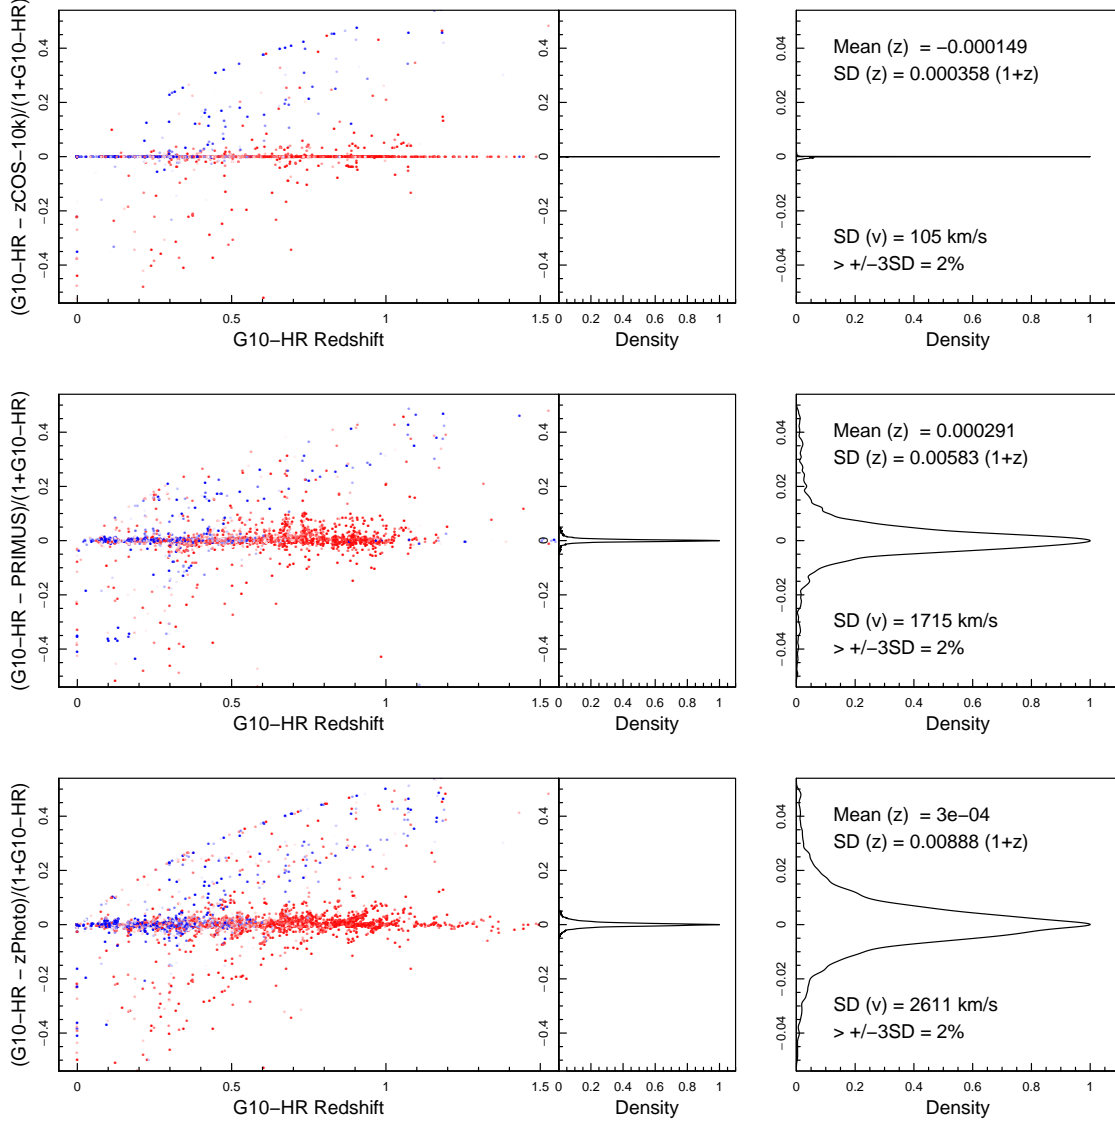 (G10−HR − zCOS−10k)/(1+G10−HR)
−0.4 −0.2 0 0.2 0.4
−0.4 −0.2 0 0.2 0.4
−0.04 −0.02 0 0.02 0.04
Mean (z) = −0.000149
SD (z) = 0.000358 (1+z)
SD (v) = 105 km/s
> +/−3SD = 2%
0 0.5 1 1.5
0 0.2 0.4 0.6 0.8 1
0 0.2 0.4 0.6 0.8 1
G10−HR Redshift
Density
Density
(G10−HR − PRIMUS)/(1+G10−HR)
−0.4 −0.2 0 0.2 0.4
−0.4 −0.2 0 0.2 0.4
−0.04 −0.02 0 0.02 0.04
Mean (z) = 0.000291
SD (z) = 0.00583 (1+z)
SD (v) = 1715 km/s
> +/−3SD = 2%
0 0.5 1 1.5
0 0.2 0.4 0.6 0.8 1
0 0.2 0.4 0.6 0.8 1
G10−HR Redshift
Density
Density
(G10−HR − zPhoto)/(1+G10−HR)
−0.4 −0.2 0 0.2 0.4
−0.4 −0.2 0 0.2 0.4
−0.04 −0.02 0 0.02 0.04
Mean (z) = 3e−04
SD (z) = 0.00888 (1+z)
SD (v) = 2611 km/s
> +/−3SD = 2%
0 0.5 1 1.5
0 0.2 0.4 0.6 0.8 1
0 0.2 0.4 0.6 0.8 1
G10−HR Redshift
Density
Density